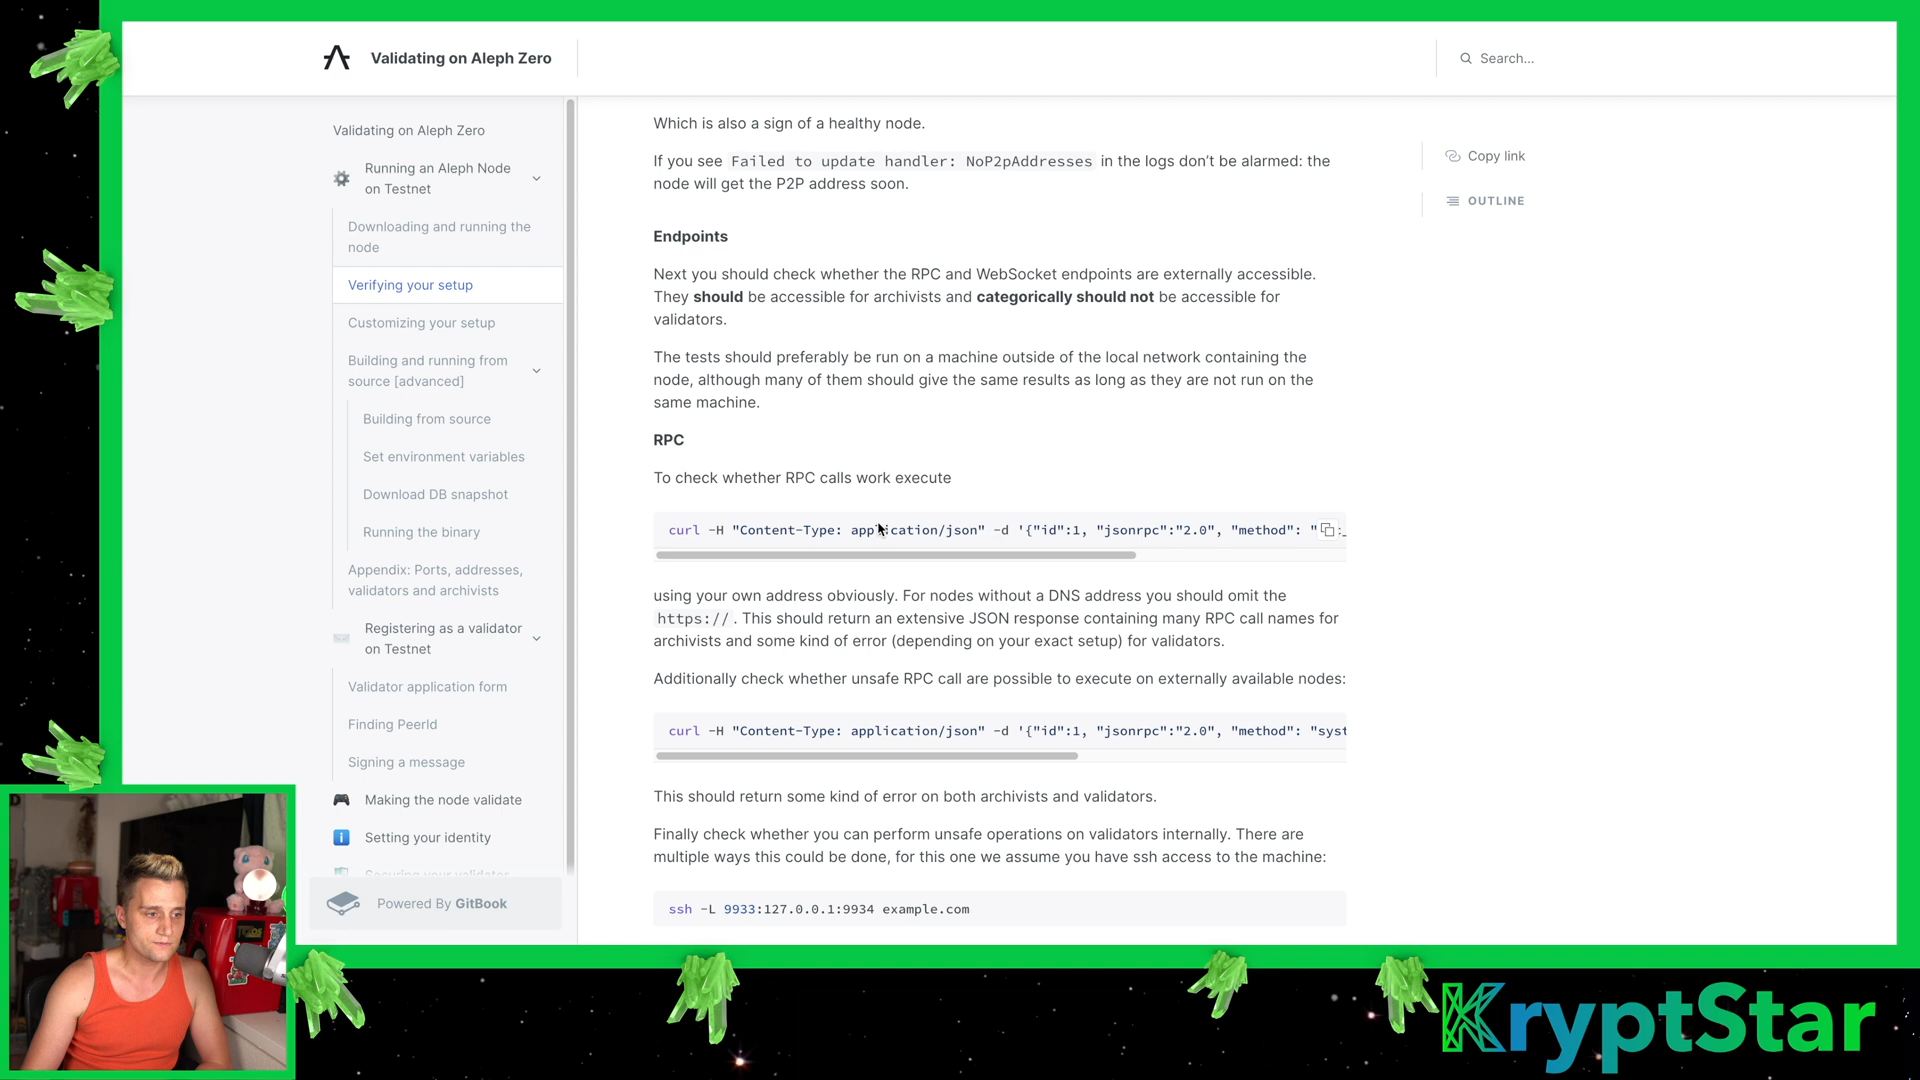 Validating on Aleph Zero
Search...
Validating on Aleph Zero
Running an Aleph Node
on Testnet
Downloading and running the
node
Verifying your setup
Customizing your setup
Building and running from
source [advanced]
Building from source
Set environment variables
Download DB snapshot
Running the binary
Appendix: Ports, addresses,
validators and archivists
Registering as a validator
on Testnet
Validator application form
Finding PeerId
Signing a message
Making the node validate
Setting your identity
Securing your validator
Powered By GitBook
Which is also a sign of a healthy node.
If you see Failed to update handler: NoP2pAddresses in the logs don't be alarmed: the
node will get the P2P address soon.
Endpoints
Next you should check whether the RPC and WebSocket endpoints are externally accessible.
They should be accessible for archivists and categorically should not be accessible for
validators.
The tests should preferably be run on a machine outside of the local network containing the
node, although many of them should give the same results as long as they are not run on the
same machine.
RPC
To check whether RPC calls work execute
curl -H "Content-Type: application/json" -d '{"id":1, "jsonrpc":"2.0", "method": "
using your own address obviously. For nodes without a DNS address you should omit the
https://. This should return an extensive JSON response containing many RPC call names for
archivists and some kind of error (depending on your exact setup) for validators.
Additionally check whether unsafe RPC call are possible to execute on externally available nodes:
curl -H "Content-Type: application/json" -d '{"id":1, "jsonrpc":"2.0", "method": "syst
This should return some kind of error on both archivists and validators.
Finally check whether you can perform unsafe operations on validators internally. There are
multiple ways this could be done, for this one we assume you have ssh access to the machine:
ssh -L 9933:127.0.0.1:9934 example.com
Copy link
OUTLINE
KryptStar